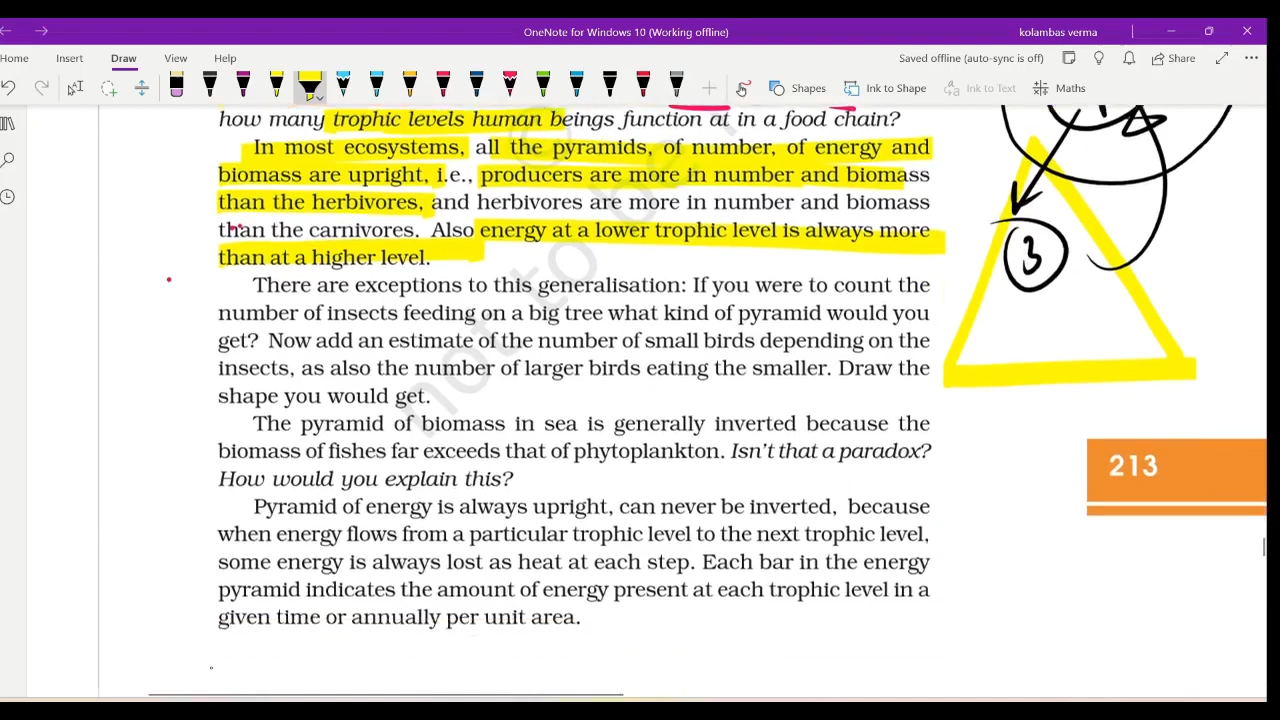 OneNote for Windows 10 (Working offline)
kolambas verma
Home Insert Draw View Help
Saved offline (auto-sync is off)
Share
Shapes
Ink to Shape
Ink to Text
Maths
how many trophic levels human beings function at in a food chain?
In most ecosystems, all the pyramids, of number, of energy and
biomass are upright, i.e., producers are more in number and biomass
than the herbivores, and herbivores are more in number and biomass
than the carnivores. Also energy at a lower trophic level is always more
than at a higher level.
There are exceptions to this generalisation: If you were to count the
number of insects feeding on a big tree what kind of pyramid would you
get? Now add an estimate of the number of small birds depending on the
insects, as also the number of larger birds eating the smaller. Draw the
shape you would get.
The pyramid of biomass in sea is generally inverted because the
biomass of fishes far exceeds that of phytoplankton. Isn't that a paradox?
How would you explain this?
Pyramid of energy is always upright, can never be inverted, because
when energy flows from a particular trophic level to the next trophic level,
some energy is always lost as heat at each step. Each bar in the energy
pyramid indicates the amount of energy present at each trophic level in a
given time or annually per unit area.
3
213
not to be